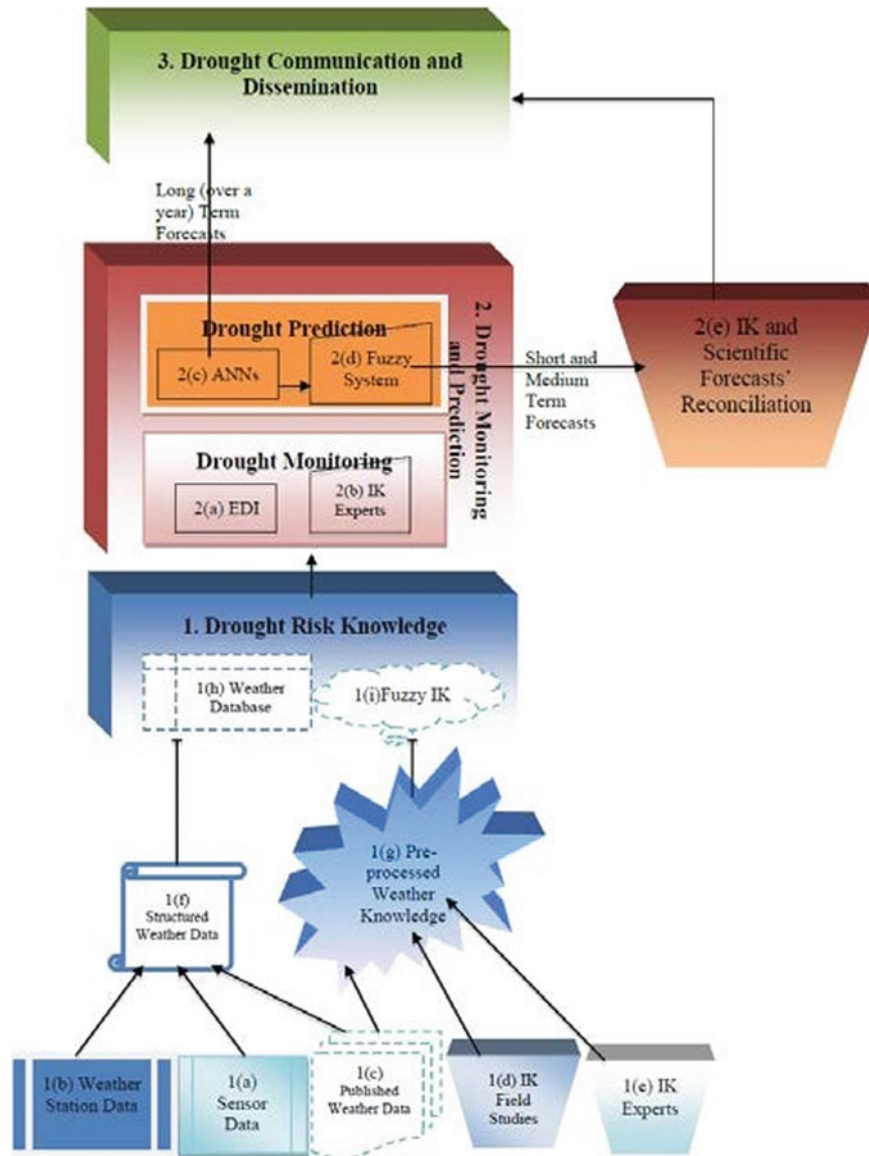 3. Drought Communication and
Dissemination
Long (over a
year) Term
Forecasts
2. Drought Monitoring
and Prediction
Drought Prediction
2(c) ANNs
2(d) Fuzzy
System
Short and
Medium
Term
Forecasts
2(e) IK and
Scientific
Forecasts’
Reconciliation
Drought Monitoring
2(a) EDI
2(b) IK
Experts
1. Drought Risk Knowledge
1(h) Weather
Database
1(i)Fuzzy IK
1(g) Pre-
processed
Weather
Knowledge
1(f)
Structured
Weather Data
1(b) Weather
Station Data
1(a)
Sensor
Data
1(c)
Published
Weather Data
1(d) IK
Field
Studies
1(e) IK
Experts